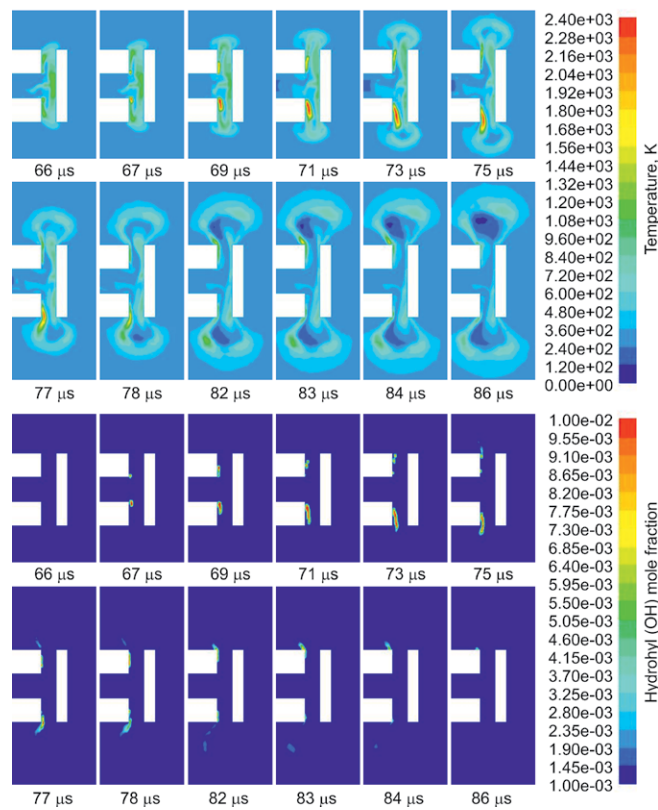 66 μs 67 μs 69 μs 71 μs 73 μs 75 μs
77 μs 78 μs 82 μs 83 μs 84 μs 86 μs
2.40e+03
2.28e+03
2.16e+03
2.04e+03
1.92e+03
1.80e+03
1.68e+03
1.56e+03
1.44e+03
1.32e+03
1.20e+03
1.08e+03
9.60e+02
8.40e+02
7.20e+02
6.00e+02
4.80e+02
3.60e+02
2.40e+02
1.20e+02
0.00e+00
Temperature, K
66 μs 67 μs 69 μs 71 μs 73 μs 75 μs
77 μs 78 μs 82 μs 83 μs 84 μs 86 μs
1.00e-02
9.55e-03
9.10e-03
8.65e-03
8.20e-03
7.75e-03
7.30e-03
6.85e-03
6.40e-03
5.95e-03
5.50e-03
5.05e-03
4.60e-03
4.15e-03
3.70e-03
3.25e-03
2.80e-03
2.35e-03
1.90e-03
1.45e-03
1.00e-03
Hydrohyl (OH) mole fraction